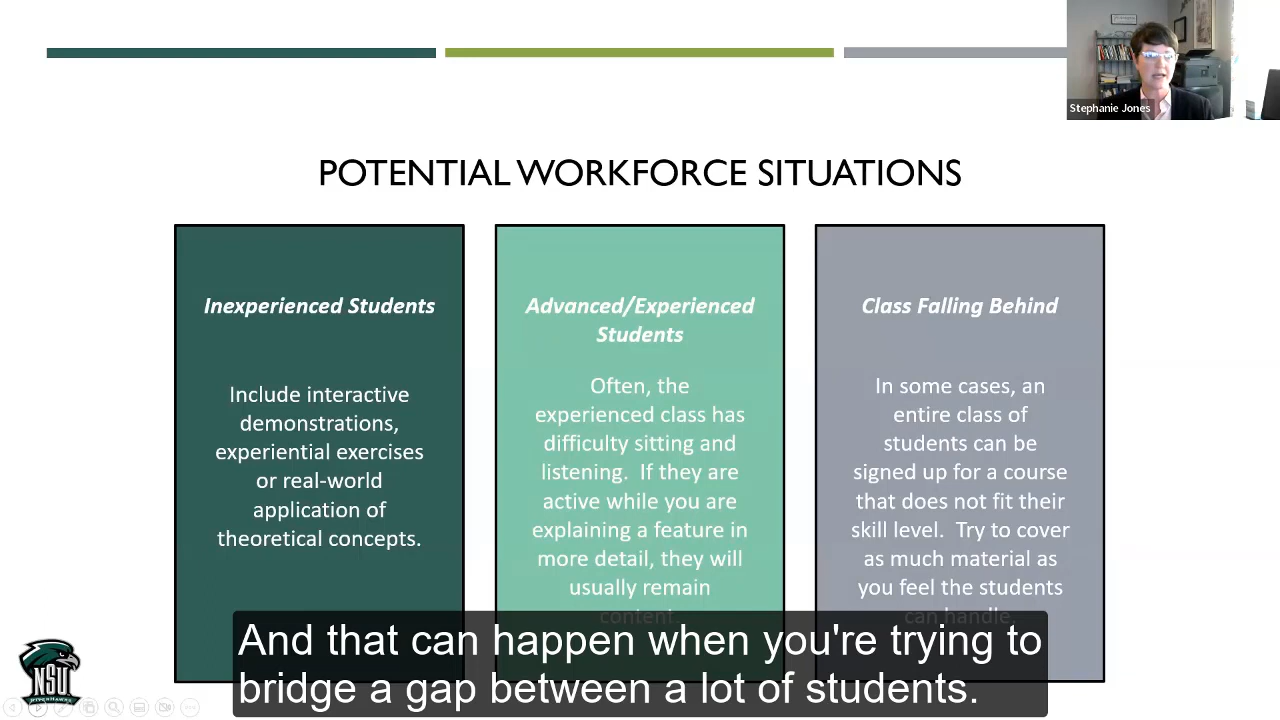 Stephanie Jones
POTENTIAL WORKFORCE SITUATIONS
Inexperienced Students
Include interactive
demonstrations,
experiential exercises
or real-world
application of
theoretical concepts.
Advanced/Experienced
Students
Often, the
experienced class has
difficulty sitting and
listening. If they are
active while you are
explaining a feature in
more detail, they will
usually remain
content.
Class Falling Behind
In some cases, an
entire class of
students can be
signed up for a course
that does not fit their
skill level. Try to cover
as much material as
you feel the students
can handle.
And that can happen when you're trying to
bridge a gap between a lot of students.
NSU
RIVERHAWKS